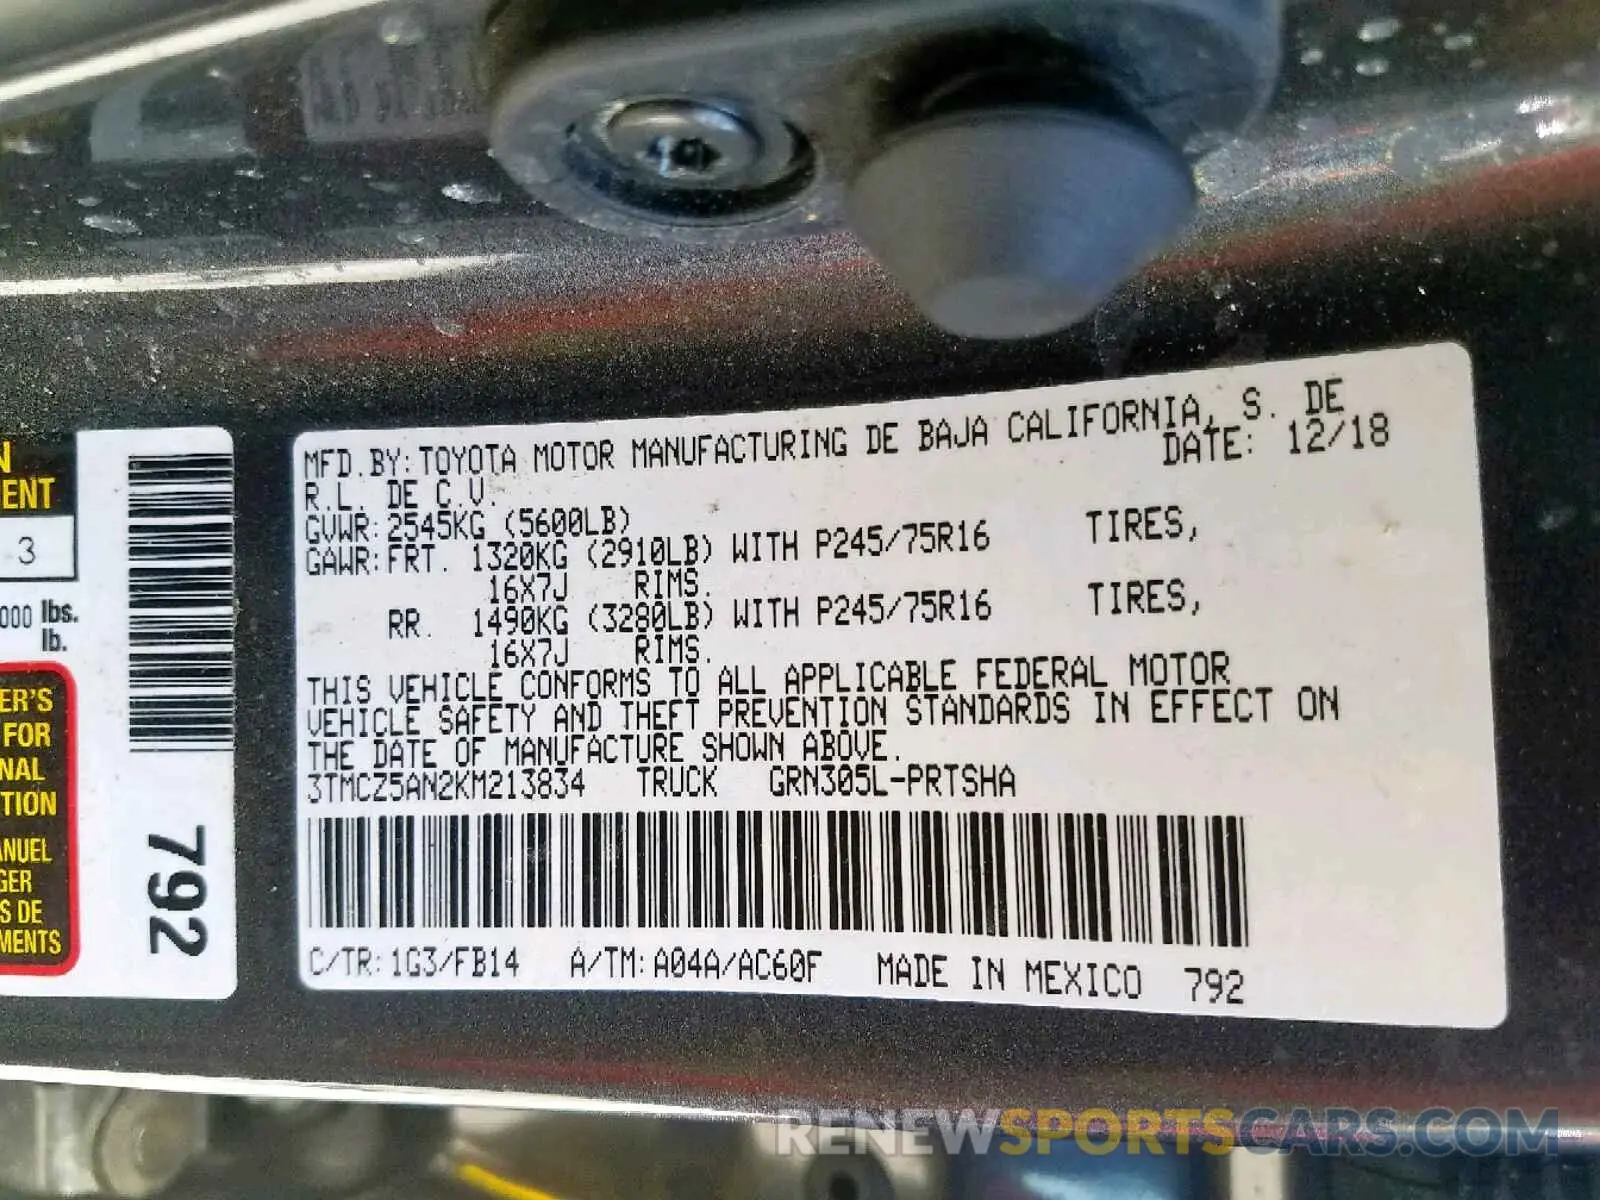 MFD.BY: TOYOTA MOTOR MANUFACTURING DE BAJA CALIFORNIA, S. DE
R.L. DE C.V. DATE: 12/18
GVWR: 2545KG (5600LB)
GAWR: FRT. 1320KG (2910LB) WITH P245/75R16 TIRES,
16X7J RIMS.
RR. 1490KG (3280LB) WITH P245/75R16 TIRES,
16X7J RIMS.
THIS VEHICLE CONFORMS TO ALL APPLICABLE FEDERAL MOTOR
VEHICLE SAFETY AND THEFT PREVENTION STANDARDS IN EFFECT ON
THE DATE OF MANUFACTURE SHOWN ABOVE.
3TMCZ5AN2KM213834 TRUCK GRN305L-PRTSHA
C/TR: 1G3/FB14 A/TM: A04A/AC60F MADE IN MEXICO 792
N
ENT
3
000 lbs.
lb.
ER'S
FOR
NAL
TION
ANUEL
GER
S DE
MENTS
792
RENEWSPORTSCARS.COM